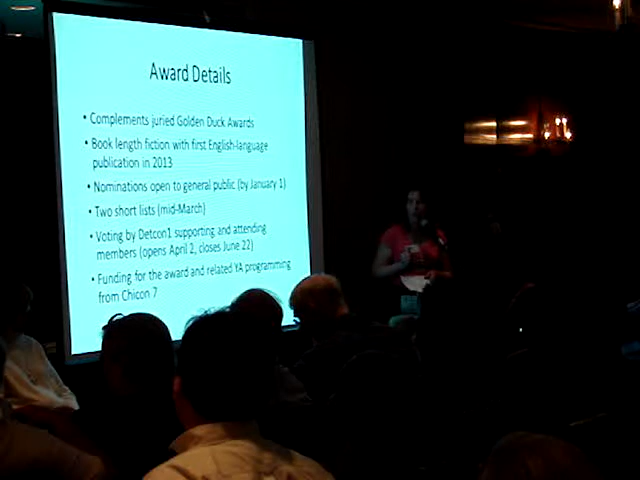 Award Details
• Complements juried Golden Duck Awards
• Book length fiction with first English-language
publication in 2013
• Nominations open to general public (by January 1)
• Two short lists (mid-March)
• Voting by Detcon1 supporting and attending
members (opens April 2, closes June 22)
• Funding for the award and related YA programming
from Chicon 7